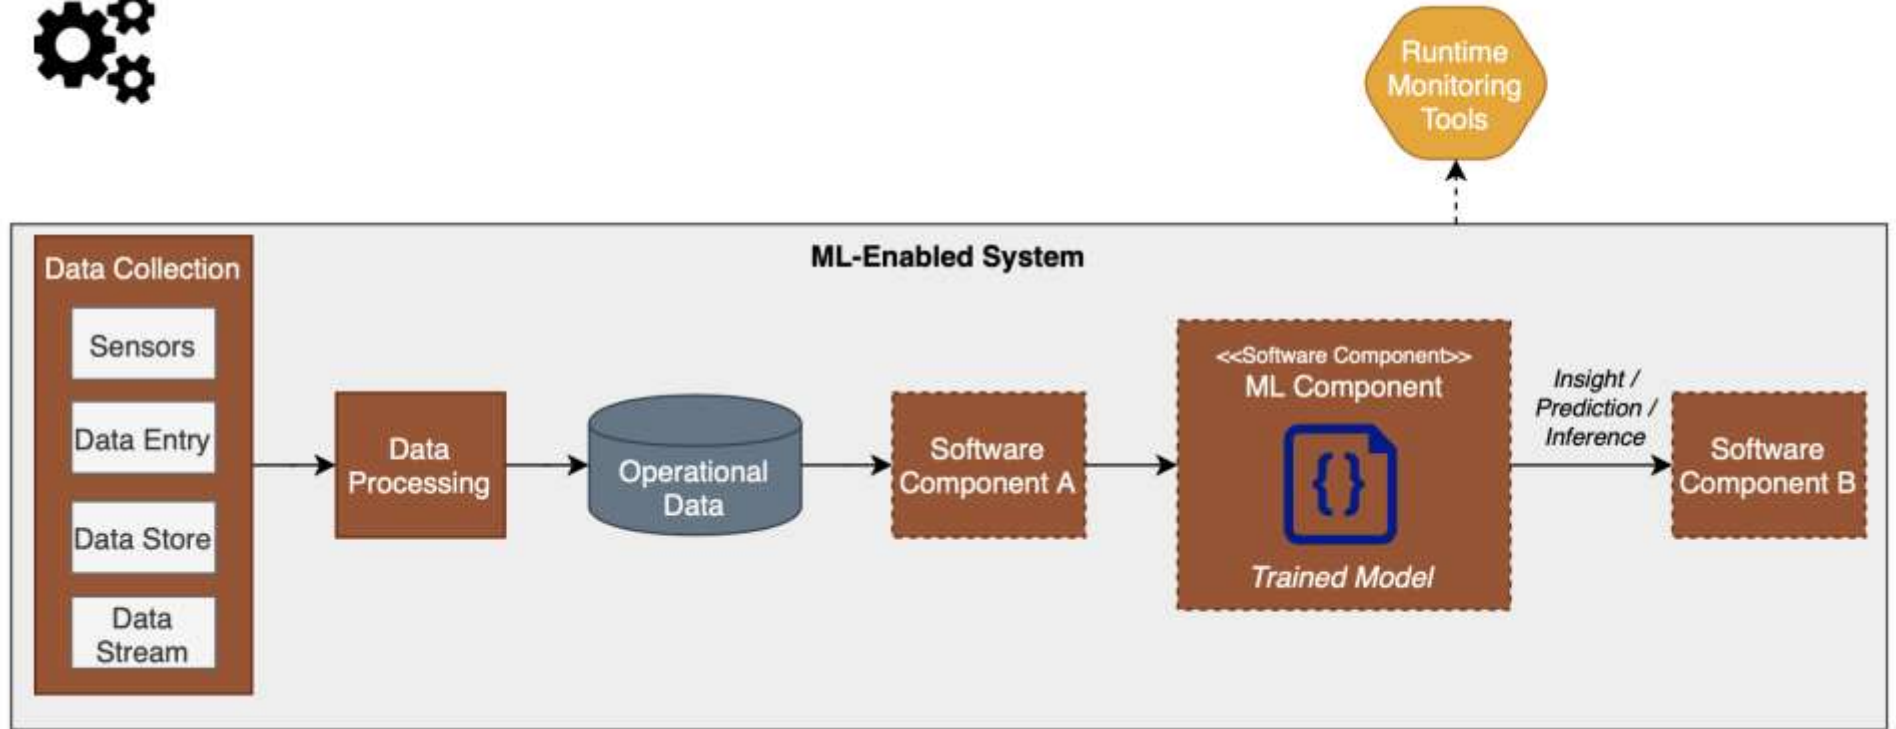 Runtime
Monitoring
Tools
ML-Enabled System
Data Collection
Sensors
Data Entry
Data Store
Data
Stream
Data
Processing
Operational
Data
Software
Component A
<<Software Component>>
ML Component
{}
Trained Model
Insight /
Prediction /
Inference
Software
Component B